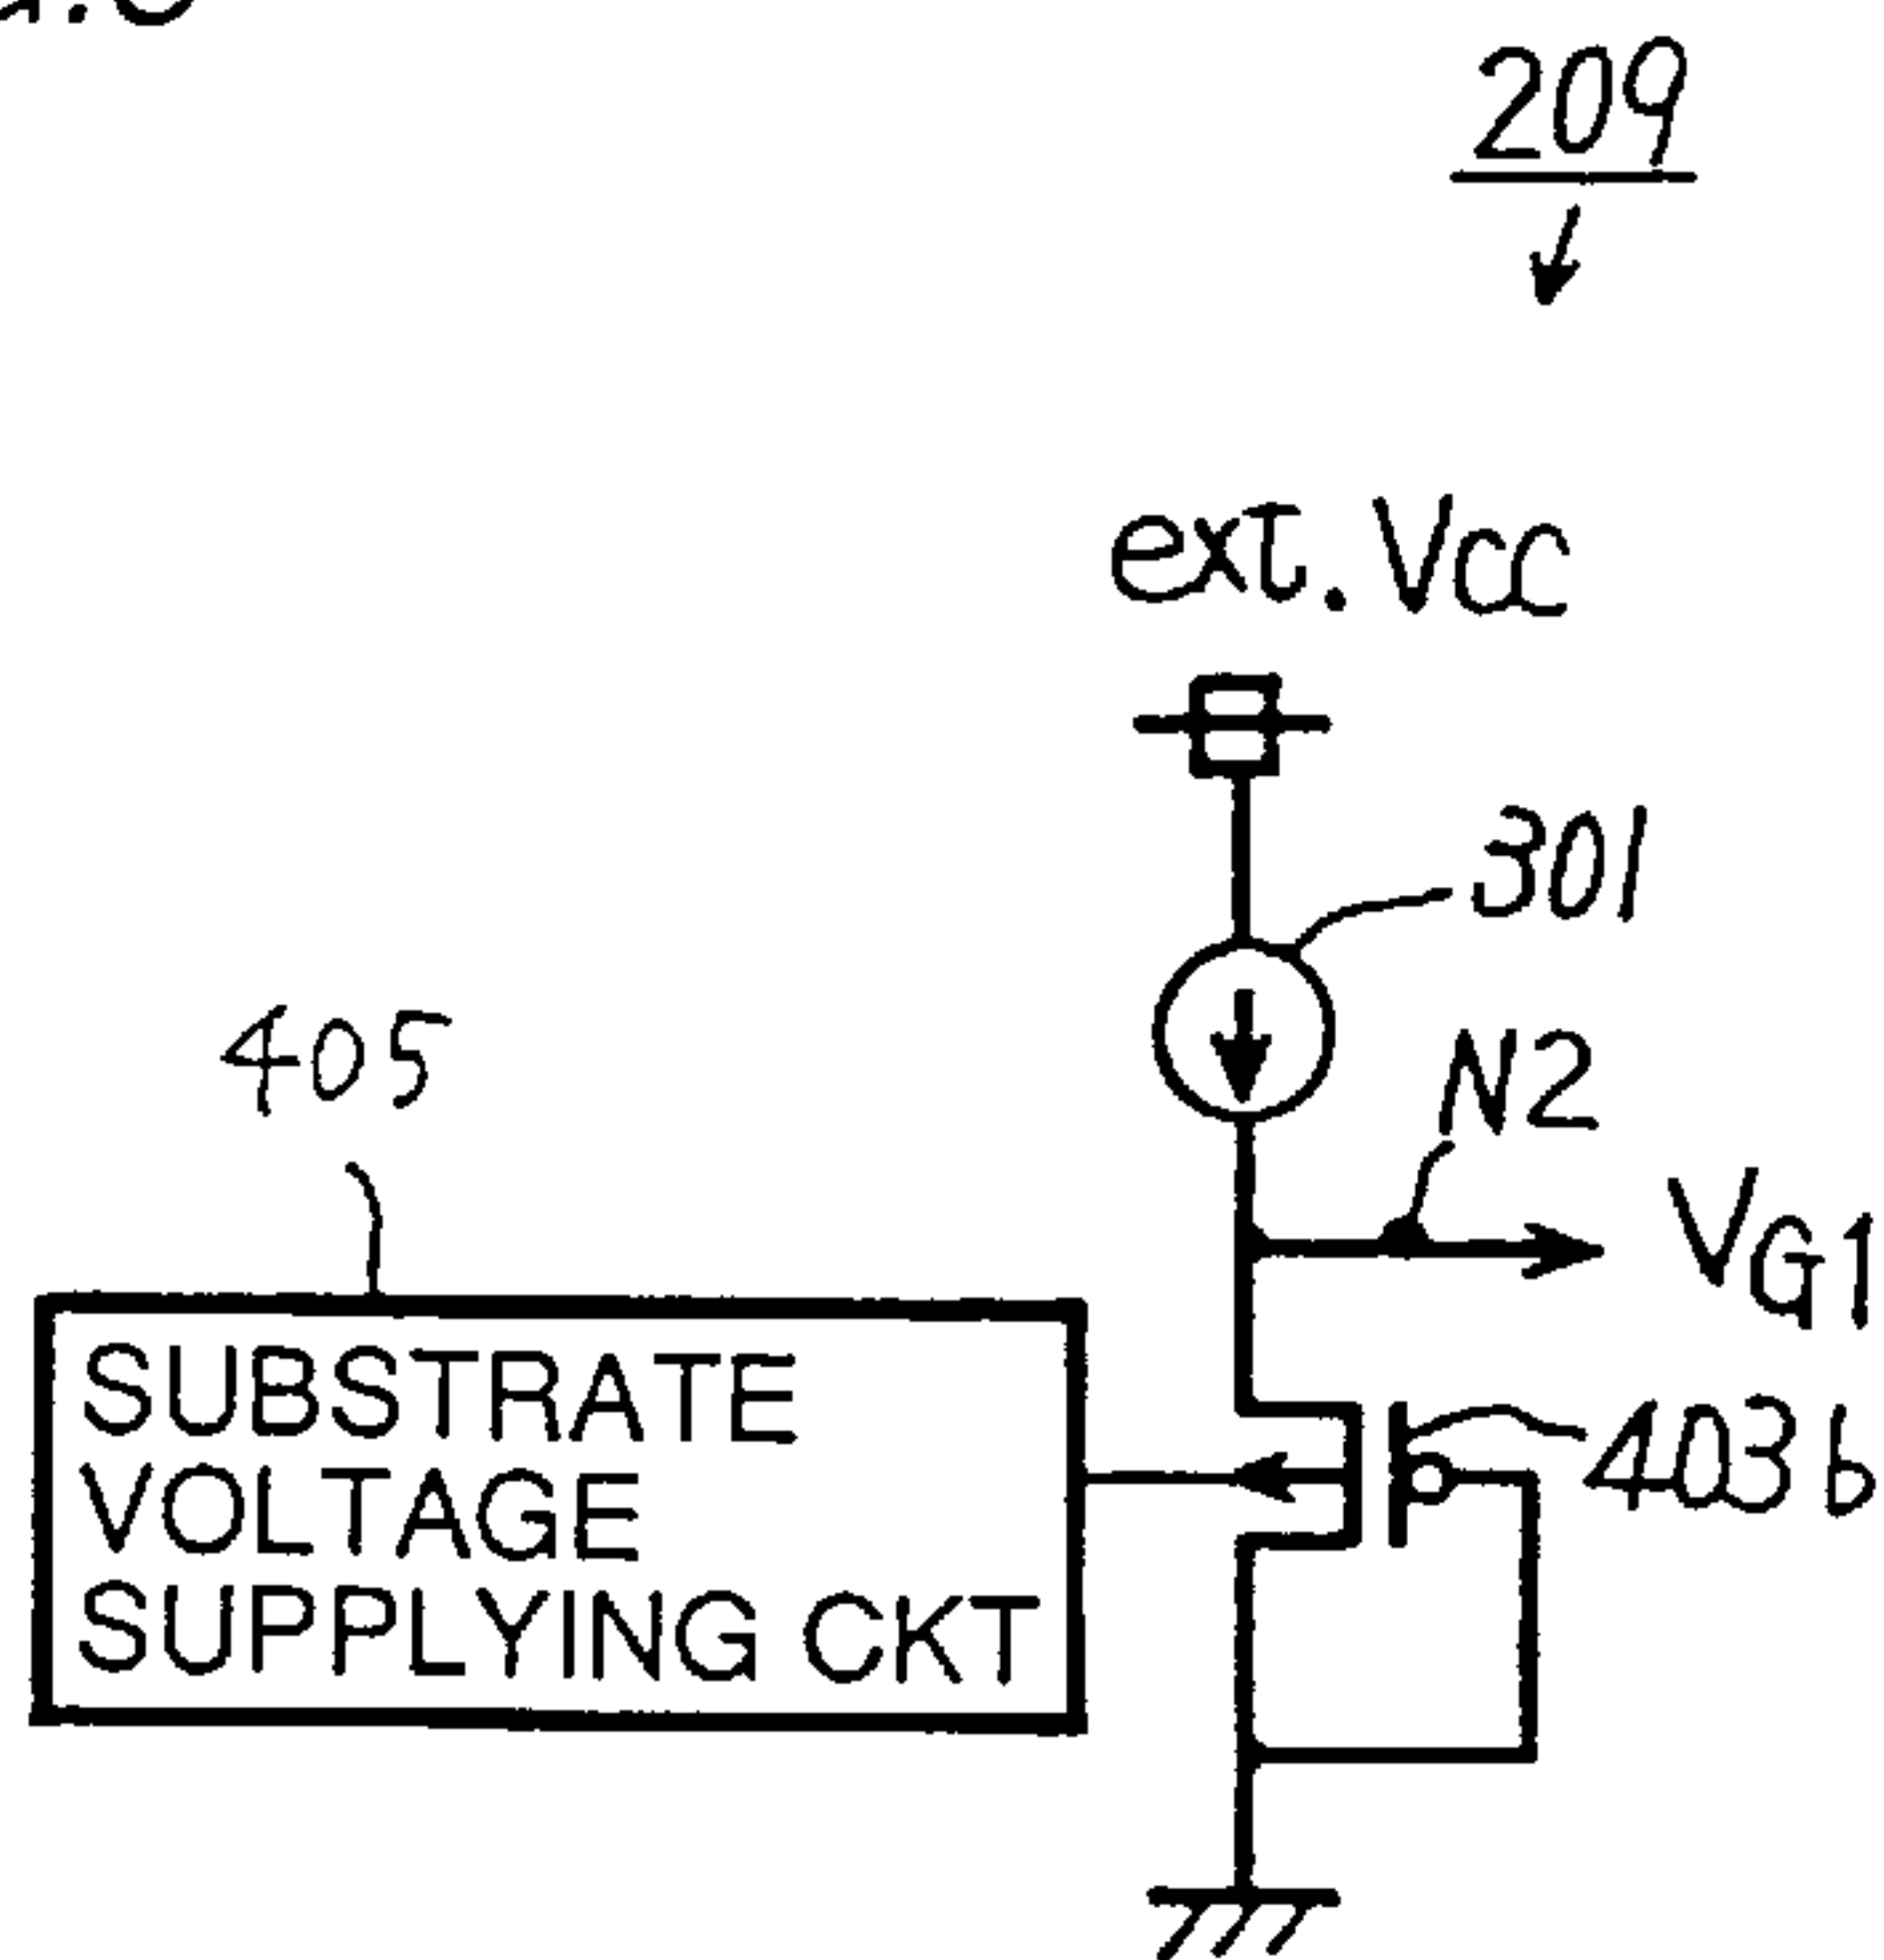 209
ext. Vcc
301
405
N2
VG1
SUBSTRATE
VOLTAGE
SUPPLYING CKT
403b